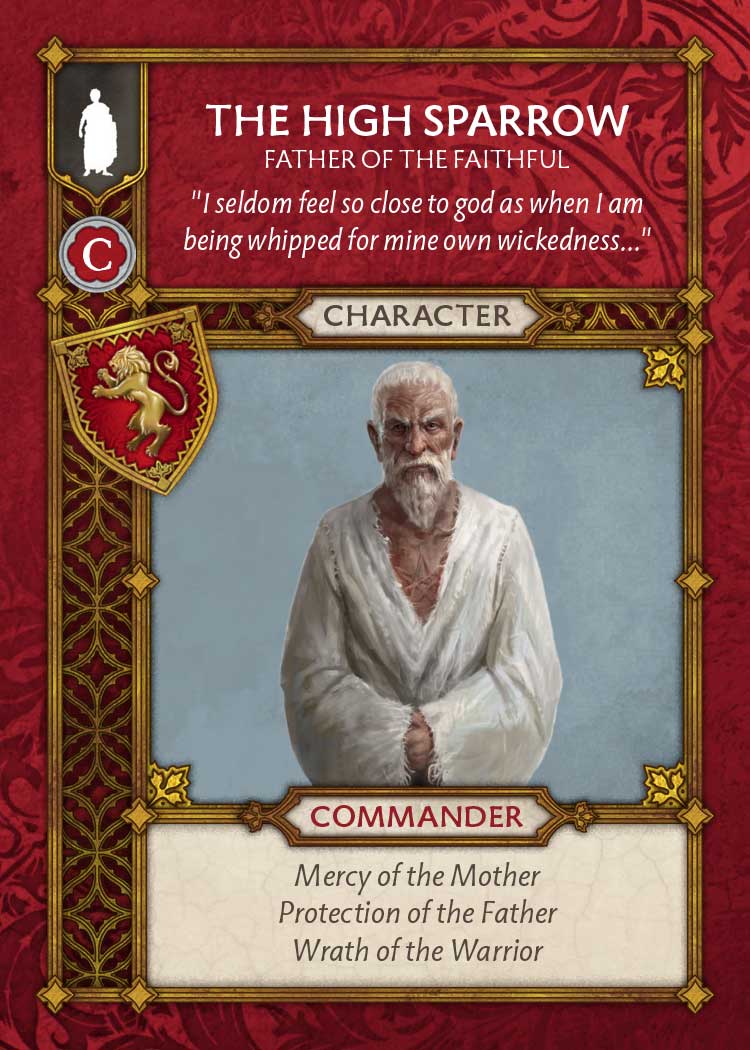 THE HIGH SPARROW
FATHER OF THE FAITHFUL
"I seldom feel so close to god as when I am
being whipped for mine own wickedness..."
C
CHARACTER
COMMANDER
Mercy of the Mother
Protection of the Father
Wrath of the Warrior